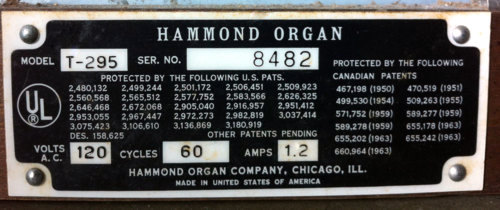 HAMMOND ORGAN
MODEL T-295 SER. NO. 8482
PROTECTED BY THE FOLLOWING U.S. PATS.
2,480,132 2,499,244 2,501,172 2,506,451 2,509,923
2,560,568 2,565,512 2,577,752 2,583,566 2,626,325
2,646,468 2,672,068 2,905,040 2,916,957 2,951,412
2,953,055 2,967,447 2,972,273 2,982,819 3,037,414
3,075,423 3,106,610 3,136,869 3,180,919
DES. 158,625 OTHER PATENTS PENDING
UL
PROTECTED BY THE FOLLOWING
CANADIAN PATENTS
467,198 (1950) 470,519 (1951)
499,530 (1954) 509,263 (1955)
571,752 (1959) 589,277 (1959)
589,278 (1959) 655,178 (1963)
655,202 (1963) 655,242 (1963)
660,964 (1963)
VOLTS A.C. 120 CYCLES 60 AMPS 1.2
HAMMOND ORGAN COMPANY, CHICAGO, ILL.
MADE IN UNITED STATES OF AMERICA